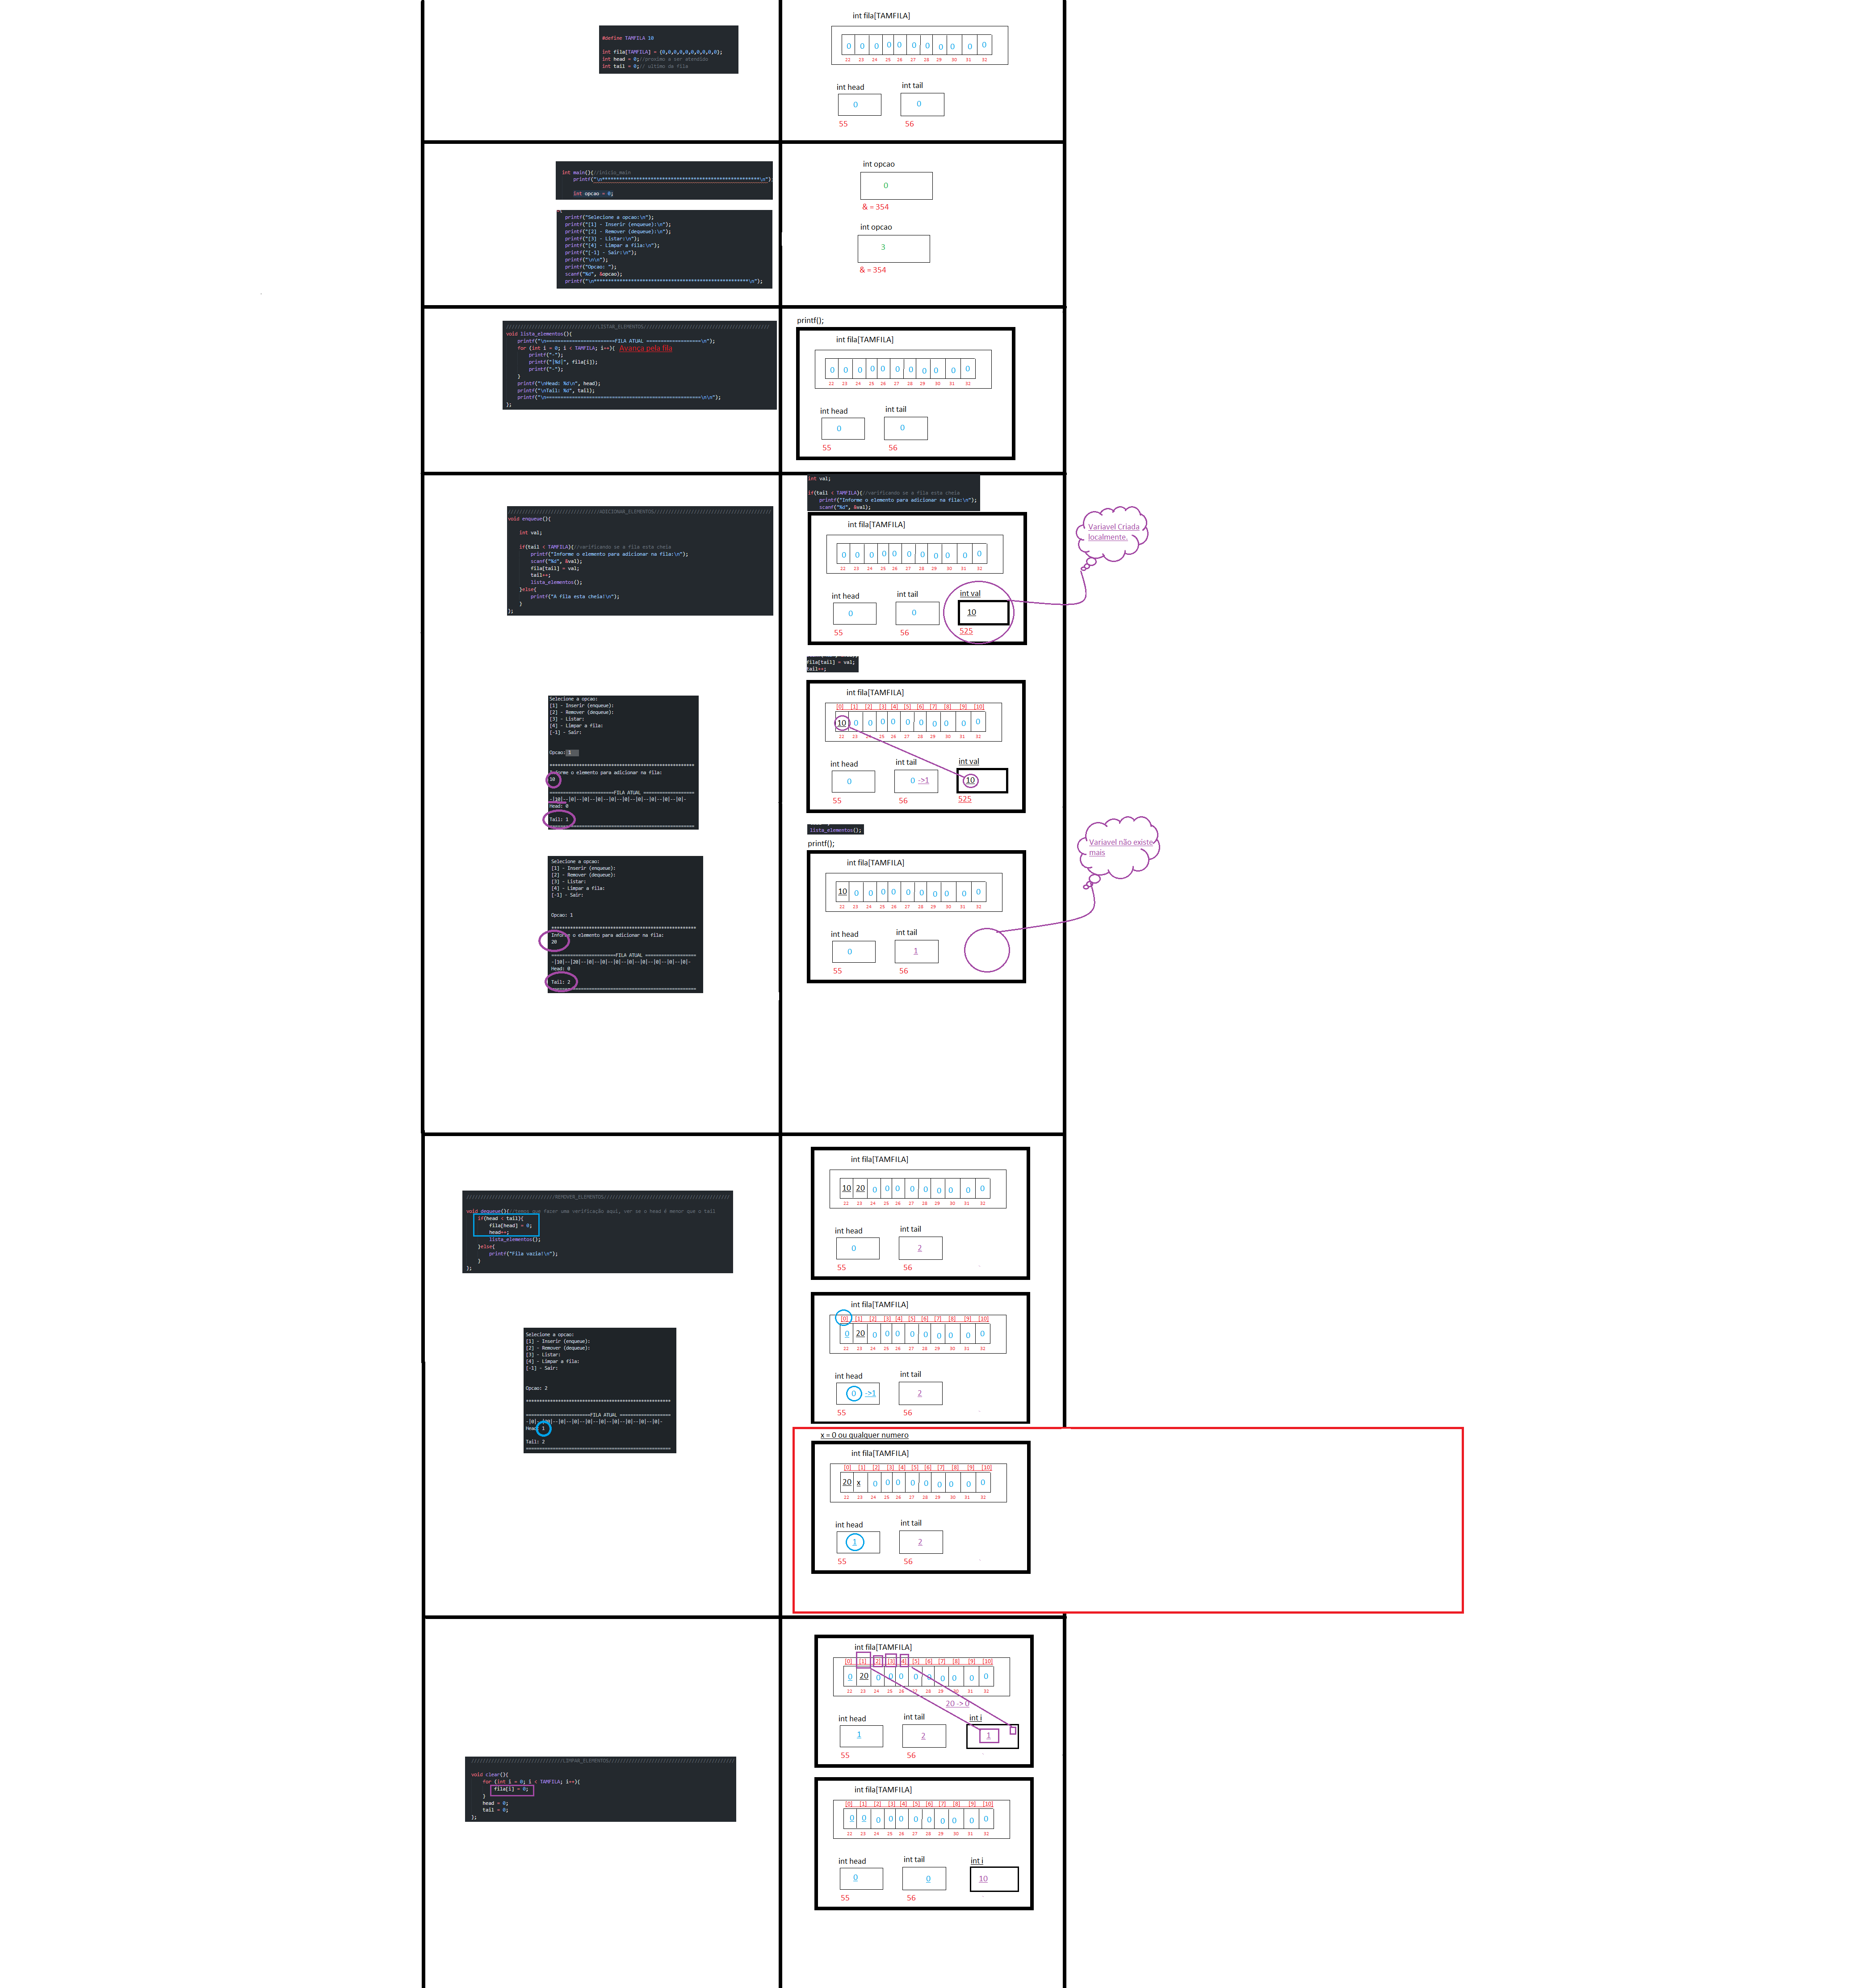 #define TAMFILA 10
int fila[TAMFILA] = {0,0,0,0,0,0,0,0,0,0};
int head = 0;//proximo a ser atendido
int tail = 0;// ultimo da fila
int fila[TAMFILA]
0 0 0 0 0 0 0 0 0 0 0
22 23 24 25 26 27 28 29 30 31 32
int head int tail
0 0
55 56
int main(){//inicio_main
printf("\n*******************************************************\n")
int opcao = 0;
printf("Selecione a opcao:\n");
printf("[1] - Inserir (enqueue):\n");
printf("[2] - Remover (dequeue):\n");
printf("[3] - Listar:\n");
printf("[4] - Limpar a fila:\n");
printf("[-1] - Sair:\n");
printf("\n\n");
printf("Opcao: ");
scanf("%d", &opcao);
printf("\n*******************************************************\n");
int opcao
0
& = 354
int opcao
3
& = 354
////////////////////////////////LISTAR_ELEMENTOS////////////////////////////////////////////
void lista_elementos(){
printf("\n========================FILA ATUAL ===================\n");
for (int i = 0; i < TAMFILA; i++){ Avança pela fila
printf("-");
printf("|%d|", fila[i]);
printf("-");
}
printf("\nHead: %d\n", head);
printf("\nTail: %d", tail);
printf("\n======================================================\n\n");
};
printf();
int fila[TAMFILA]
0 0 0 0 0 0 0 0 0 0 0
22 23 24 25 26 27 28 29 30 31 32
int head int tail
0 0
55 56
////////////////////////////////ADICIONAR_ELEMENTOS/////////////////////////////////////////
void enqueue(){
int val;
if(tail < TAMFILA){//verificando se a fila esta cheia
printf("Informe o elemento para adicionar na fila:\n");
scanf("%d", &val);
fila[tail] = val;
tail++;
lista_elementos();
}else{
printf("A fila esta cheia!\n");
}
};
Selecione a opcao:
[1] - Inserir (enqueue):
[2] - Remover (dequeue):
[3] - Listar:
[4] - Limpar a fila:
[-1] - Sair:
Opcao: 1
******************************************************
Informe o elemento para adicionar na fila:
10
========================FILA ATUAL ===================
-|10|--|0|--|0|--|0|--|0|--|0|--|0|--|0|--|0|--|0|-
Head: 0
Tail: 1
======================================================
Selecione a opcao:
[1] - Inserir (enqueue):
[2] - Remover (dequeue):
[3] - Listar:
[4] - Limpar a fila:
[-1] - Sair:
Opcao: 1
******************************************************
Informe o elemento para adicionar na fila:
20
========================FILA ATUAL ===================
-|10|--|20|--|0|--|0|--|0|--|0|--|0|--|0|--|0|--|0|-
Head: 0
Tail: 2
======================================================
int val;
if(tail < TAMFILA){//verificando se a fila esta cheia
printf("Informe o elemento para adicionar na fila:\n");
scanf("%d", &val);
int fila[TAMFILA]
0 0 0 0 0 0 0 0 0 0 0
22 23 24 25 26 27 28 29 30 31 32
int head int tail int val
0 0 10
55 56 525
Variavel Criada
localmente.
fila[tail] = val;
tail++;
int fila[TAMFILA]
[0] [1] [2] [3] [4] [5] [6] [7] [8] [9] [10]
10 0 0 0 0 0 0 0 0 0 0
22 23 24 25 26 27 28 29 30 31 32
int head int tail int val
0 0 ->1 10
55 56 525
lista_elementos();
printf();
int fila[TAMFILA]
10 0 0 0 0 0 0 0 0 0 0
22 23 24 25 26 27 28 29 30 31 32
int head int tail
0 1
55 56
Variavel não existe
mais
////////////////////////////////REMOVER_ELEMENTOS///////////////////////////////////////////
void dequeue(){//temos que fazer uma verificação aqui, ver se o head é menor que o tail
if(head < tail){
fila[head] = 0;
head++;
lista_elementos();
}else{
printf("Fila vazia!\n");
}
};
Selecione a opcao:
[1] - Inserir (enqueue):
[2] - Remover (dequeue):
[3] - Listar:
[4] - Limpar a fila:
[-1] - Sair:
Opcao: 2
******************************************************
========================FILA ATUAL ===================
-|0|--|20|--|0|--|0|--|0|--|0|--|0|--|0|--|0|--|0|-
Head: 1
Tail: 2
======================================================
int fila[TAMFILA]
10 20 0 0 0 0 0 0 0 0 0
22 23 24 25 26 27 28 29 30 31 32
int head int tail
0 2
55 56
int fila[TAMFILA]
[0] [1] [2] [3] [4] [5] [6] [7] [8] [9] [10]
0 20 0 0 0 0 0 0 0 0 0
22 23 24 25 26 27 28 29 30 31 32
int head int tail
0 ->1 2
55 56
x = 0 ou qualquer numero
int fila[TAMFILA]
[0] [1] [2] [3] [4] [5] [6] [7] [8] [9] [10]
20 x 0 0 0 0 0 0 0 0 0
22 23 24 25 26 27 28 29 30 31 32
int head int tail
1 2
55 56
////////////////////////////////LIMPAR_ELEMENTOS////////////////////////////////////////////
void clear(){
for (int i = 0; i < TAMFILA; i++){
fila[i] = 0;
}
head = 0;
tail = 0;
};
int fila[TAMFILA]
[0] [1] [2] [3] [4] [5] [6] [7] [8] [9] [10]
0 20 0 0 0 0 0 0 0 0 0
22 23 24 25 26 27 28 29 30 31 32
20 -> 0
int head int tail int i
1 2 1
55 56
int fila[TAMFILA]
[0] [1] [2] [3] [4] [5] [6] [7] [8] [9] [10]
0 0 0 0 0 0 0 0 0 0 0
22 23 24 25 26 27 28 29 30 31 32
int head int tail int i
0 0 10
55 56